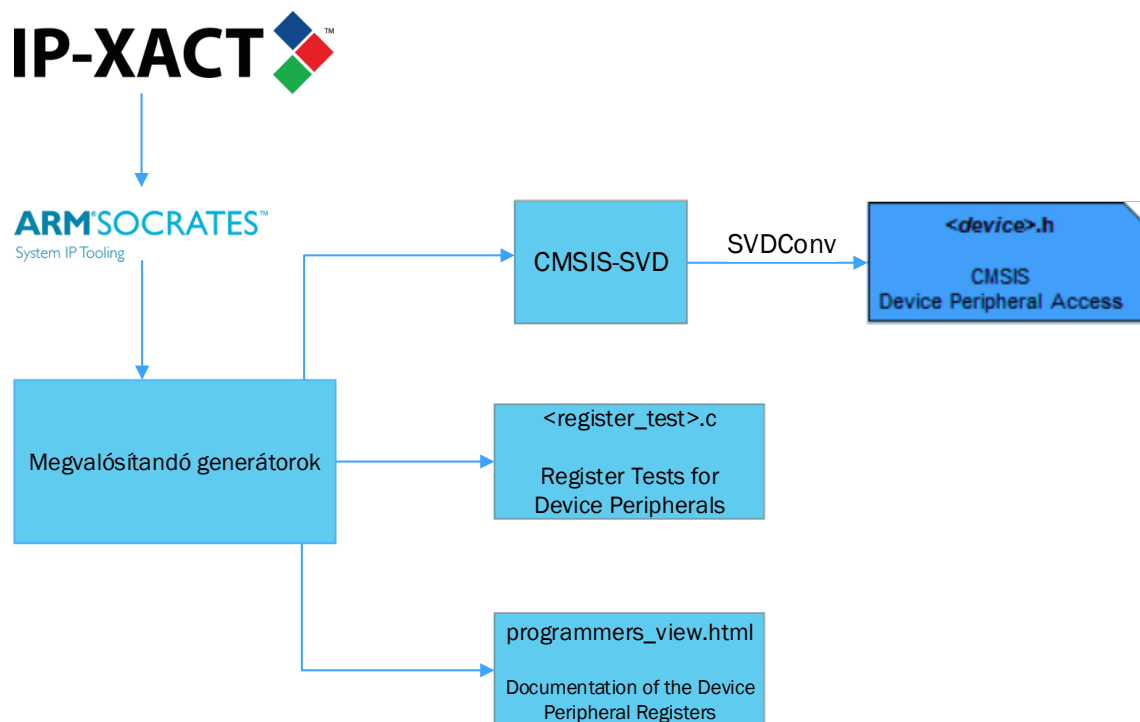 IP-XACT ™
ARM®SOCRATES™
System IP Tooling
CMSIS-SVD
SVDConv
<device>.h
CMSIS
Device Peripheral Access
Megvalósítandó generátorok
<register_test>.c
Register Tests for
Device Peripherals
programmers_view.html
Documentation of the Device
Peripheral Registers